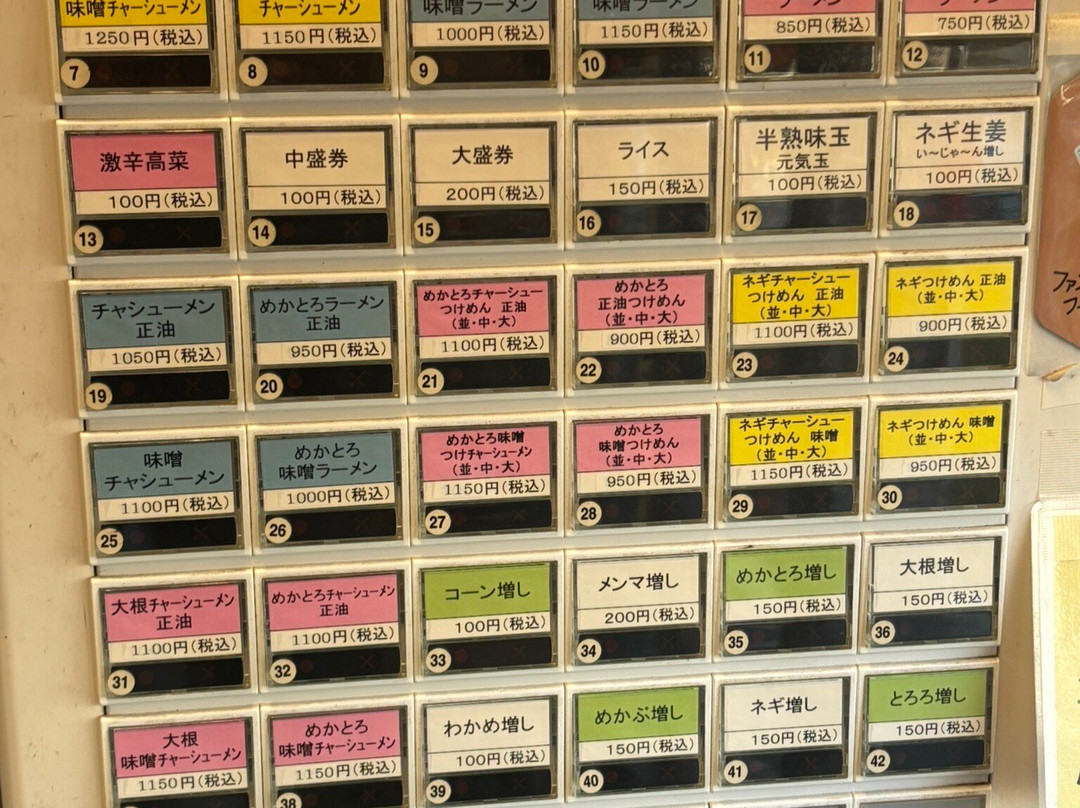 味噌チャーシューメン
1250円(税込)
7
チャーシューメン
1150円(税込)
8
味噌ラーメン
1000円(税込)
9
味噌ラーメン
1150円(税込)
10
ラーメン
850円(税込)
11
750円(税込)
12
激辛高菜
100円(税込)
13
中盛券
100円(税込)
14
大盛券
200円(税込)
15
ライス
150円(税込)
16
半熟味玉
元気玉
100円(税込)
17
ネギ生姜
い〜じゃ〜ん増し
100円(税込)
18
チャシューメン
正油
1050円(税込)
19
めかとろラーメン
正油
950円(税込)
20
めかとろチャーシュー
つけめん 正油
(並・中・大)
1100円(税込)
21
めかとろ
正油つけめん
(並・中・大)
900円(税込)
22
ネギチャーシュー
つけめん 正油
(並・中・大)
1100円(税込)
23
ネギつけめん 正油
(並・中・大)
900円(税込)
24
味噌
チャシューメン
1100円(税込)
25
めかとろ
味噌ラーメン
1000円(税込)
26
めかとろ味噌
つけチャーシューメン
(並・中・大)
1150円(税込)
27
めかとろ
味噌つけめん
(並・中・大)
950円(税込)
28
ネギチャーシュー
つけめん 味噌
(並・中・大)
1150円(税込)
29
ネギつけめん 味噌
(並・中・大)
950円(税込)
30
大根チャーシューメン
正油
1100円(税込)
31
めかとろチャーシューメン
正油
1100円(税込)
32
コーン増し
100円(税込)
33
メンマ増し
200円(税込)
34
めかとろ増し
150円(税込)
35
大根増し
150円(税込)
36
大根
味噌チャーシューメン
1150円(税込)
めかとろ
味噌チャーシューメン
1150円(税込)
38
わかめ増し
100円(税込)
39
めかぶ増し
150円(税込)
40
ネギ増し
150円(税込)
41
とろろ増し
150円(税込)
42